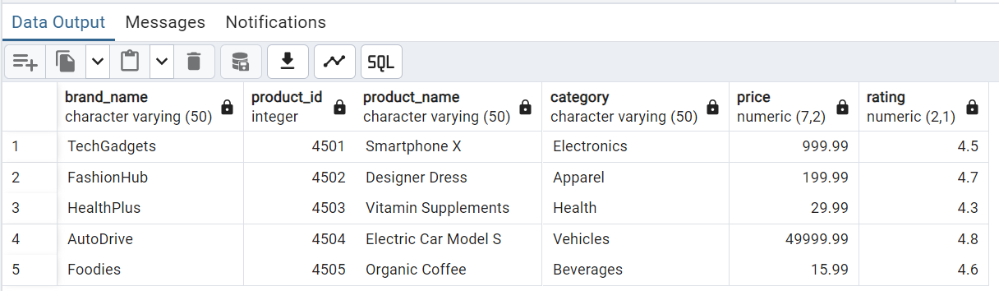 Data Output Messages Notifications
SQL
brand_name product_id product_name category price rating
character varying (50) integer character varying (50) character varying (50) numeric (7,2) numeric (2,1)
1 TechGadgets 4501 Smartphone X Electronics 999.99 4.5
2 FashionHub 4502 Designer Dress Apparel 199.99 4.7
3 HealthPlus 4503 Vitamin Supplements Health 29.99 4.3
4 AutoDrive 4504 Electric Car Model S Vehicles 49999.99 4.8
5 Foodies 4505 Organic Coffee Beverages 15.99 4.6